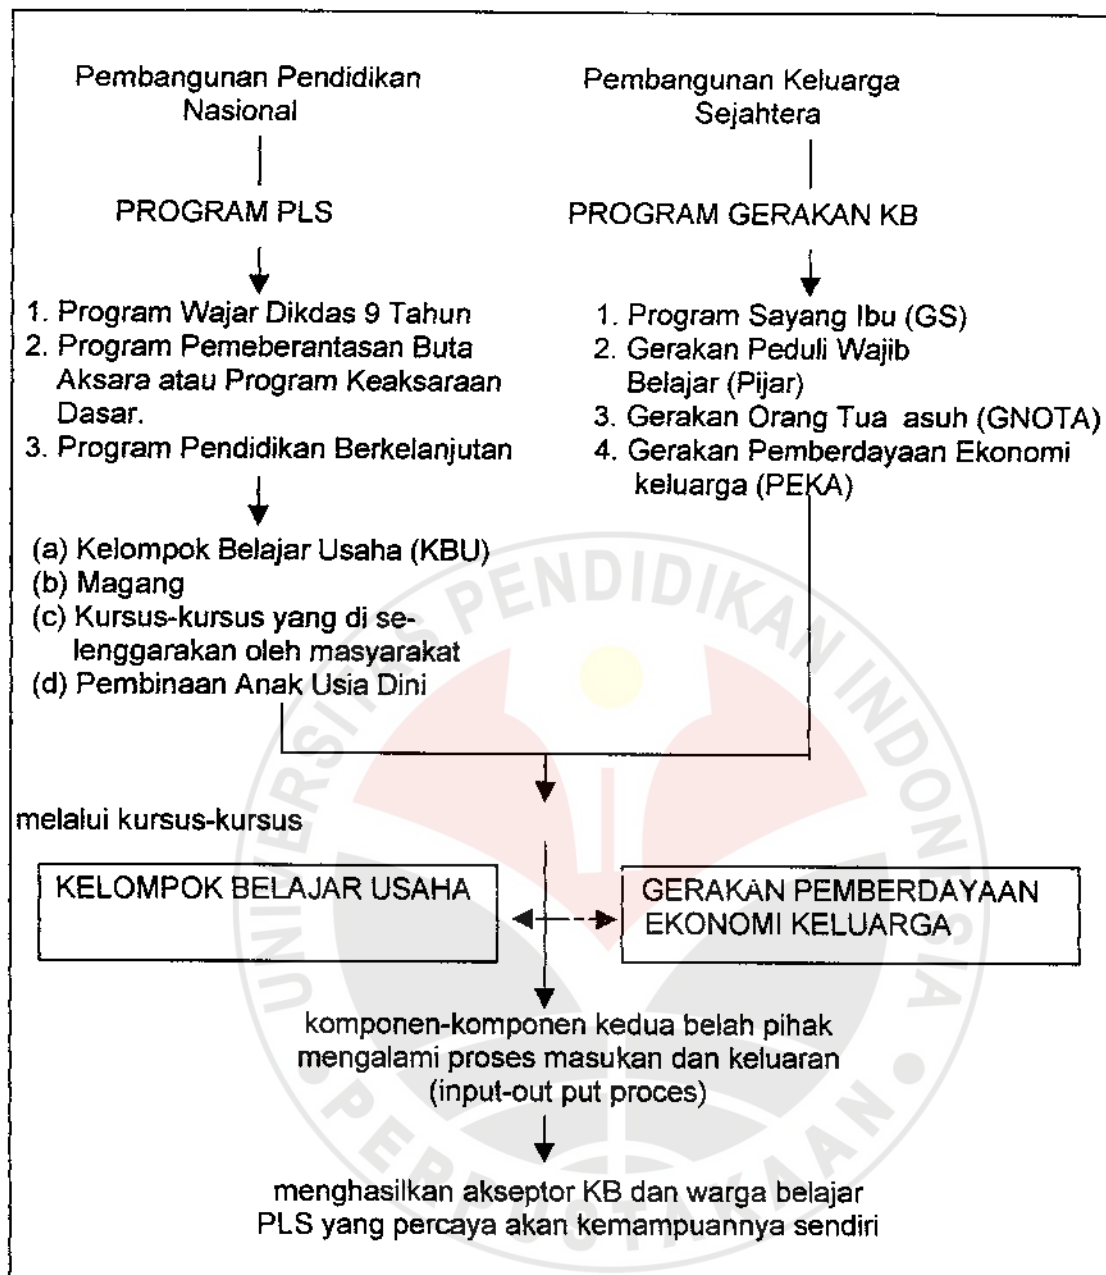 Pembangunan Pendidikan
Nasional
PROGRAM PLS
1. Program Wajar Dikdas 9 Tahun
2. Program Pemeberantasan Buta
Aksara atau Program Keaksaraan
Dasar.
3. Program Pendidikan Berkelanjutan
(a) Kelompok Belajar Usaha (KBU)
(b) Magang
(c) Kursus-kursus yang di se-
lenggarakan oleh masyarakat
(d) Pembinaan Anak Usia Dini
Pembangunan Keluarga
Sejahtera
PROGRAM GERAKAN KB
1. Program Sayang Ibu (GS)
2. Gerakan Peduli Wajib
Belajar (Pijar)
3. Gerakan Orang Tua asuh (GNOTA)
4. Gerakan Pemberdayaan Ekonomi
keluarga (PEKA)
melalui kursus-kursus
KELOMPOK BELAJAR USAHA
GERAKAN PEMBERDAYAAN
EKONOMI KELUARGA
komponen-komponen kedua belah pihak
mengalami proses masukan dan keluaran
(input-out put proces)
menghasilkan akseptor KB dan warga belajar
PLS yang percaya akan kemampuannya sendiri
UNIVERSITAS PENDIDIKAN INDONESIA
PERPUSTAKAAN